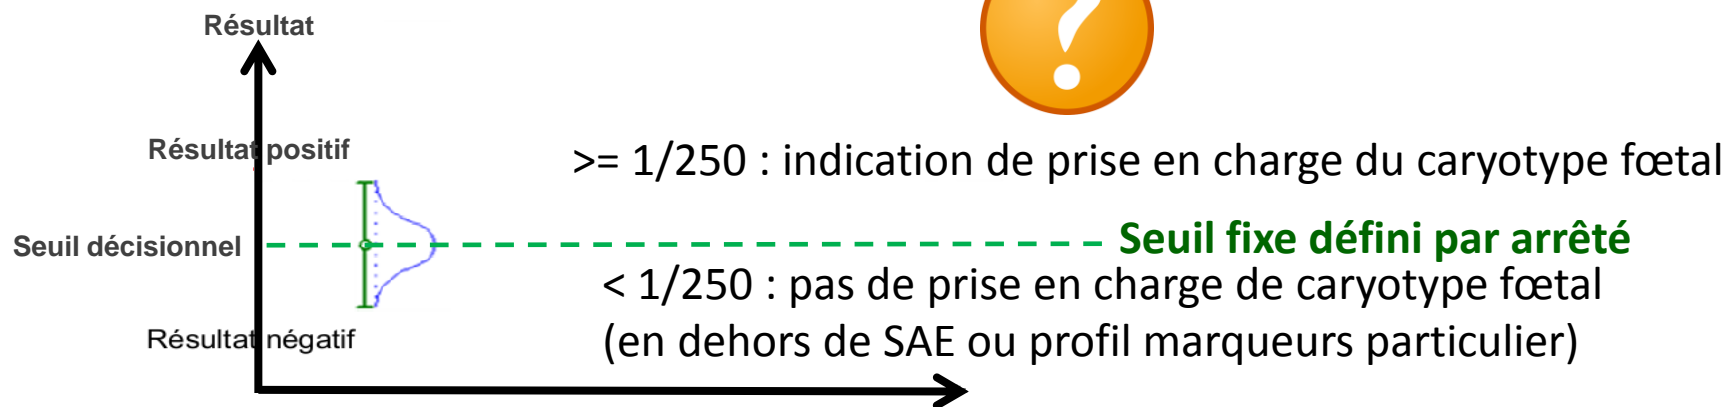 ?
Résultat
Résultat positif
>= 1/250 : indication de prise en charge du caryotype fœtal
Seuil décisionnel
Seuil fixe défini par arrêté
< 1/250 : pas de prise en charge de caryotype fœtal
Résultat négatif
(en dehors de SAE ou profil marqueurs particulier)